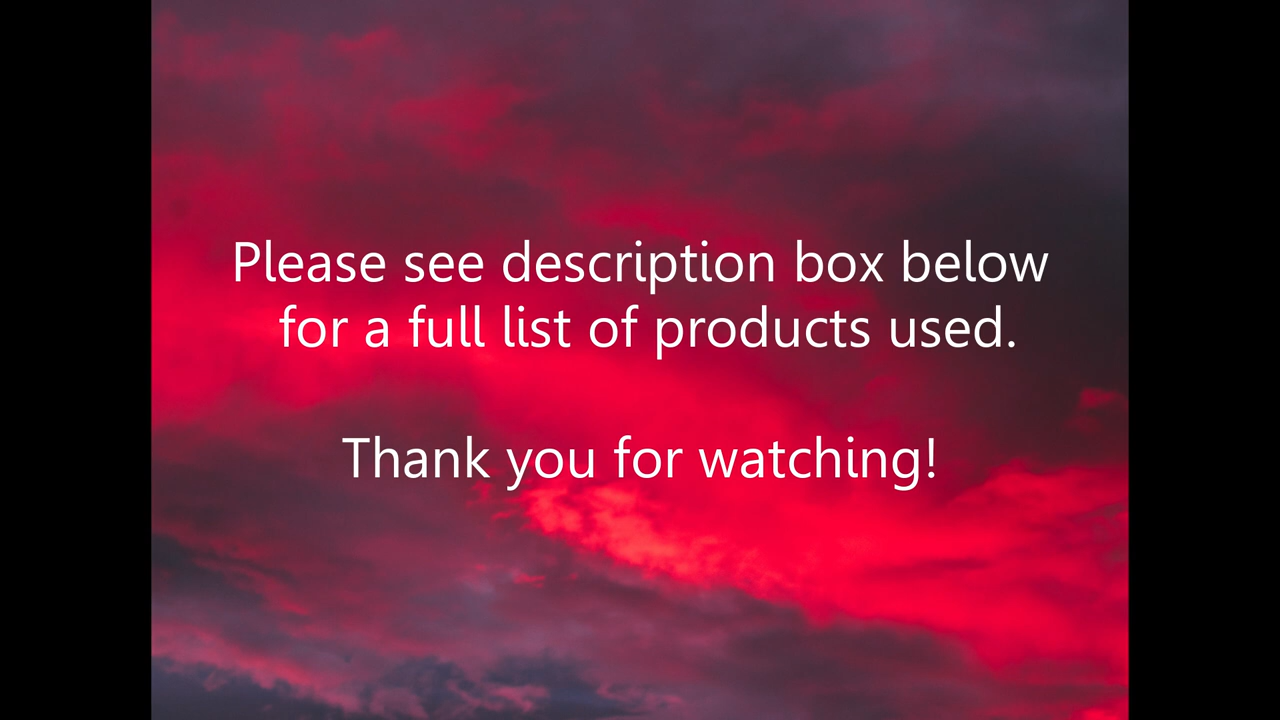 Please see description box below
for a full list of products used.
Thank you for watching!